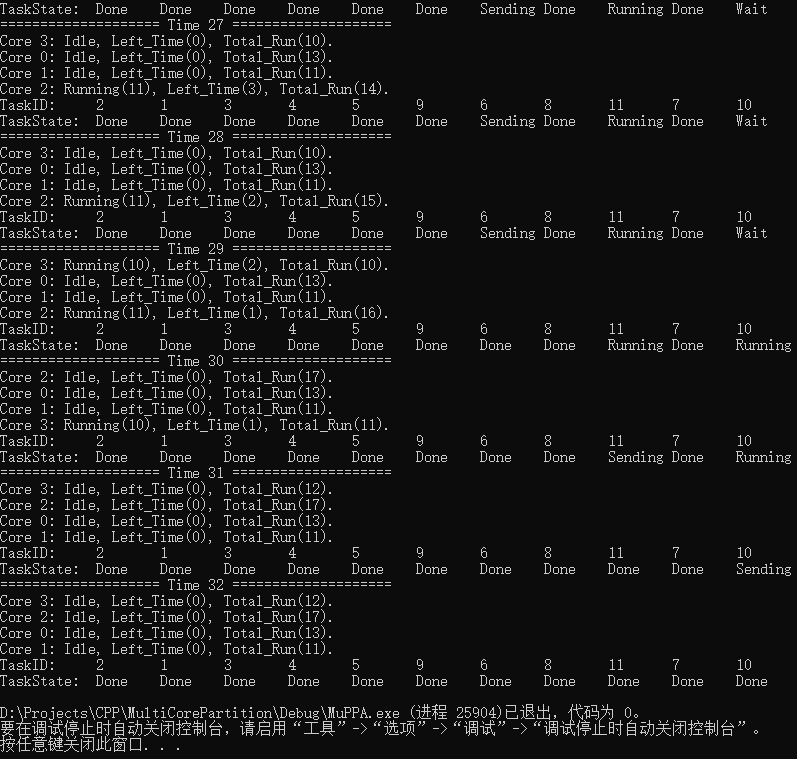 TaskState: Done Done Done Done Done Done Sending Done Running Done Wait
==================== Time 27 ====================
Core 3: Idle, Left_Time(0), Total_Run(10).
Core 0: Idle, Left_Time(0), Total_Run(13).
Core 1: Idle, Left_Time(0), Total_Run(11).
Core 2: Running(11), Left_Time(3), Total_Run(14).
TaskID: 2 1 3 4 5 9 6 8 11 7 10
TaskState: Done Done Done Done Done Done Sending Done Running Done Wait
==================== Time 28 ====================
Core 3: Idle, Left_Time(0), Total_Run(10).
Core 0: Idle, Left_Time(0), Total_Run(13).
Core 1: Idle, Left_Time(0), Total_Run(11).
Core 2: Running(11), Left_Time(2), Total_Run(15).
TaskID: 2 1 3 4 5 9 6 8 11 7 10
TaskState: Done Done Done Done Done Done Sending Done Running Done Wait
==================== Time 29 ====================
Core 3: Running(10), Left_Time(2), Total_Run(10).
Core 0: Idle, Left_Time(0), Total_Run(13).
Core 1: Idle, Left_Time(0), Total_Run(11).
Core 2: Running(11), Left_Time(1), Total_Run(16).
TaskID: 2 1 3 4 5 9 6 8 11 7 10
TaskState: Done Done Done Done Done Done Done Done Running Done Running
==================== Time 30 ====================
Core 2: Idle, Left_Time(0), Total_Run(17).
Core 0: Idle, Left_Time(0), Total_Run(13).
Core 1: Idle, Left_Time(0), Total_Run(11).
Core 3: Running(10), Left_Time(1), Total_Run(11).
TaskID: 2 1 3 4 5 9 6 8 11 7 10
TaskState: Done Done Done Done Done Done Done Done Sending Done Running
==================== Time 31 ====================
Core 3: Idle, Left_Time(0), Total_Run(12).
Core 2: Idle, Left_Time(0), Total_Run(17).
Core 0: Idle, Left_Time(0), Total_Run(13).
Core 1: Idle, Left_Time(0), Total_Run(11).
TaskID: 2 1 3 4 5 9 6 8 11 7 10
TaskState: Done Done Done Done Done Done Done Done Done Done Sending
==================== Time 32 ====================
Core 3: Idle, Left_Time(0), Total_Run(12).
Core 2: Idle, Left_Time(0), Total_Run(17).
Core 0: Idle, Left_Time(0), Total_Run(13).
Core 1: Idle, Left_Time(0), Total_Run(11).
TaskID: 2 1 3 4 5 9 6 8 11 7 10
TaskState: Done Done Done Done Done Done Done Done Done Done Done
D:\Projects\CPP\MultiCorePartition\Debug\MuPPA.exe (进程 25904)已退出，代码为 0。
要在调试停止时自动关闭控制台，请启用“工具”->“选项”->“调试”->“调试停止时自动关闭控制台”。
按任意键关闭此窗口. . .